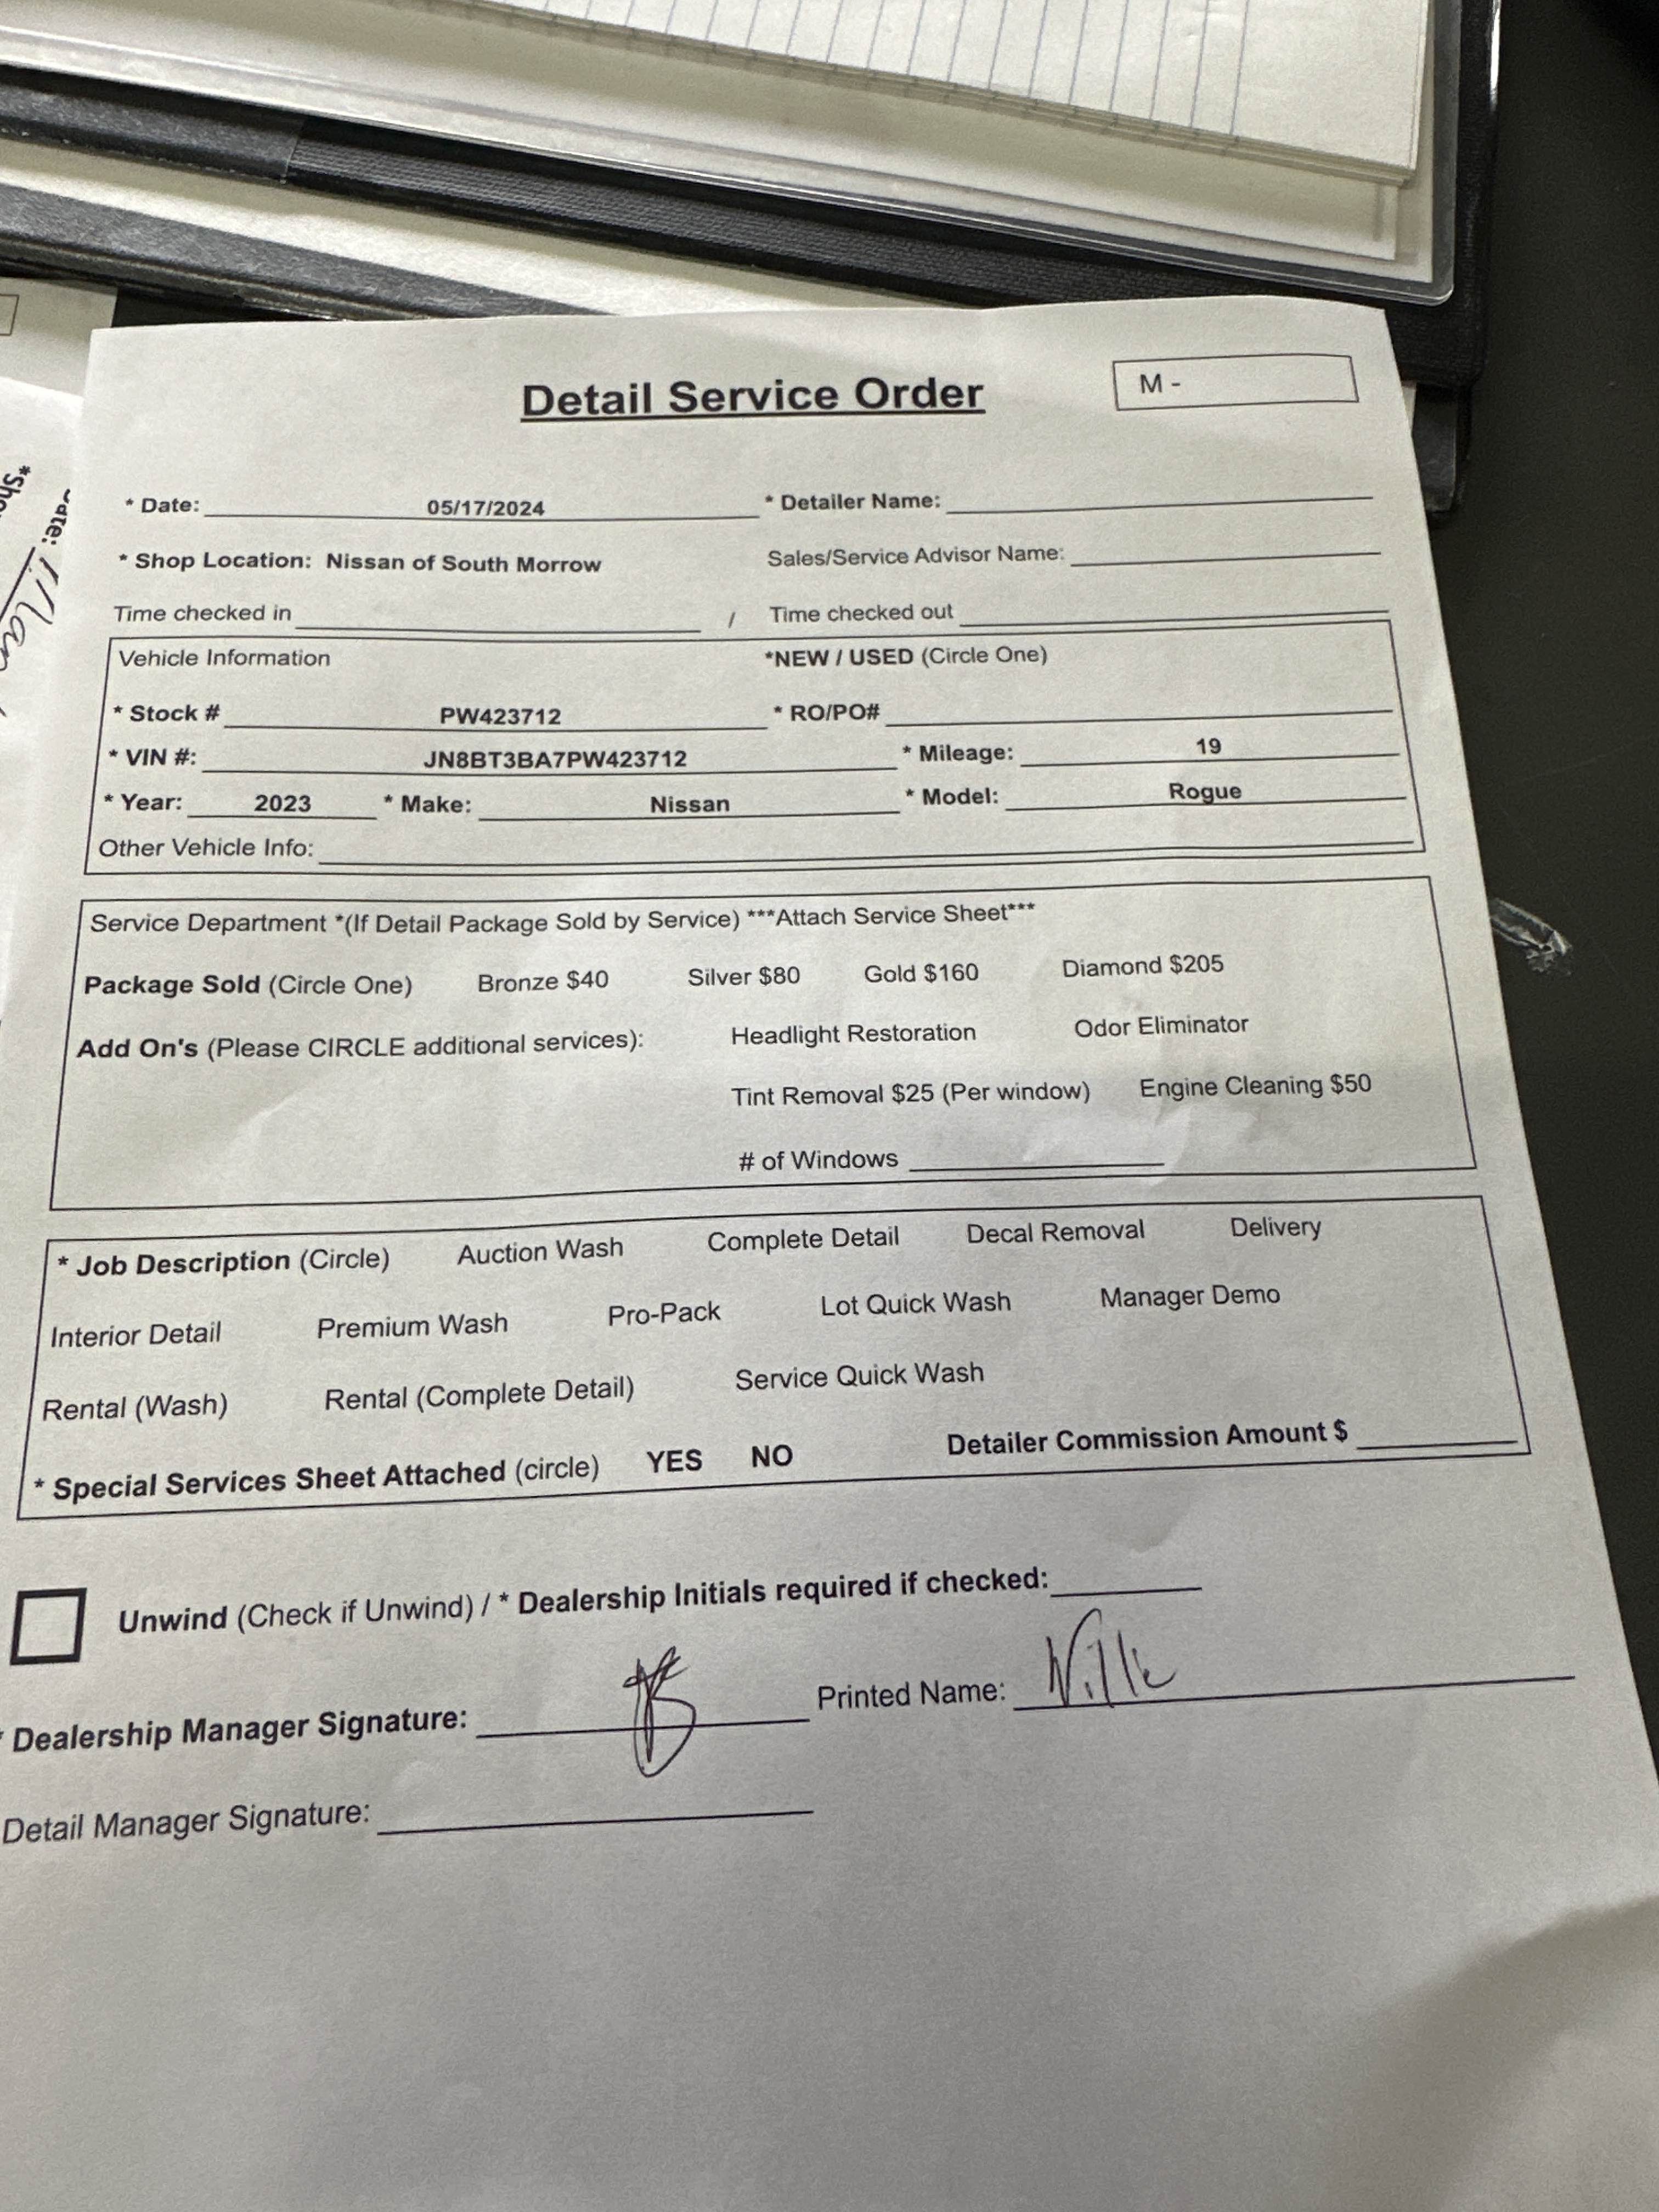 Detail Service Order
M -
* Date: 05/17/2024 * Detailer Name:
* Shop Location: Nissan of South Morrow Sales/Service Advisor Name:
Time checked in / Time checked out
Vehicle Information *NEW / USED (Circle One)
* Stock # PW423712 * RO/PO#
* VIN #: JN8BT3BA7PW423712 * Mileage: 19
* Year: 2023 * Make: Nissan * Model: Rogue
Other Vehicle Info:
Service Department *(If Detail Package Sold by Service) ***Attach Service Sheet***
Package Sold (Circle One) Bronze $40 Silver $80 Gold $160 Diamond $205
Add On's (Please CIRCLE additional services): Headlight Restoration Odor Eliminator
Tint Removal $25 (Per window) Engine Cleaning $50
# of Windows
* Job Description (Circle) Auction Wash Complete Detail Decal Removal Delivery
Interior Detail Premium Wash Pro-Pack Lot Quick Wash Manager Demo
Rental (Wash) Rental (Complete Detail) Service Quick Wash
* Special Services Sheet Attached (circle) YES NO Detailer Commission Amount $
Unwind (Check if Unwind) / * Dealership Initials required if checked:
* Dealership Manager Signature: Printed Name:
Detail Manager Signature: